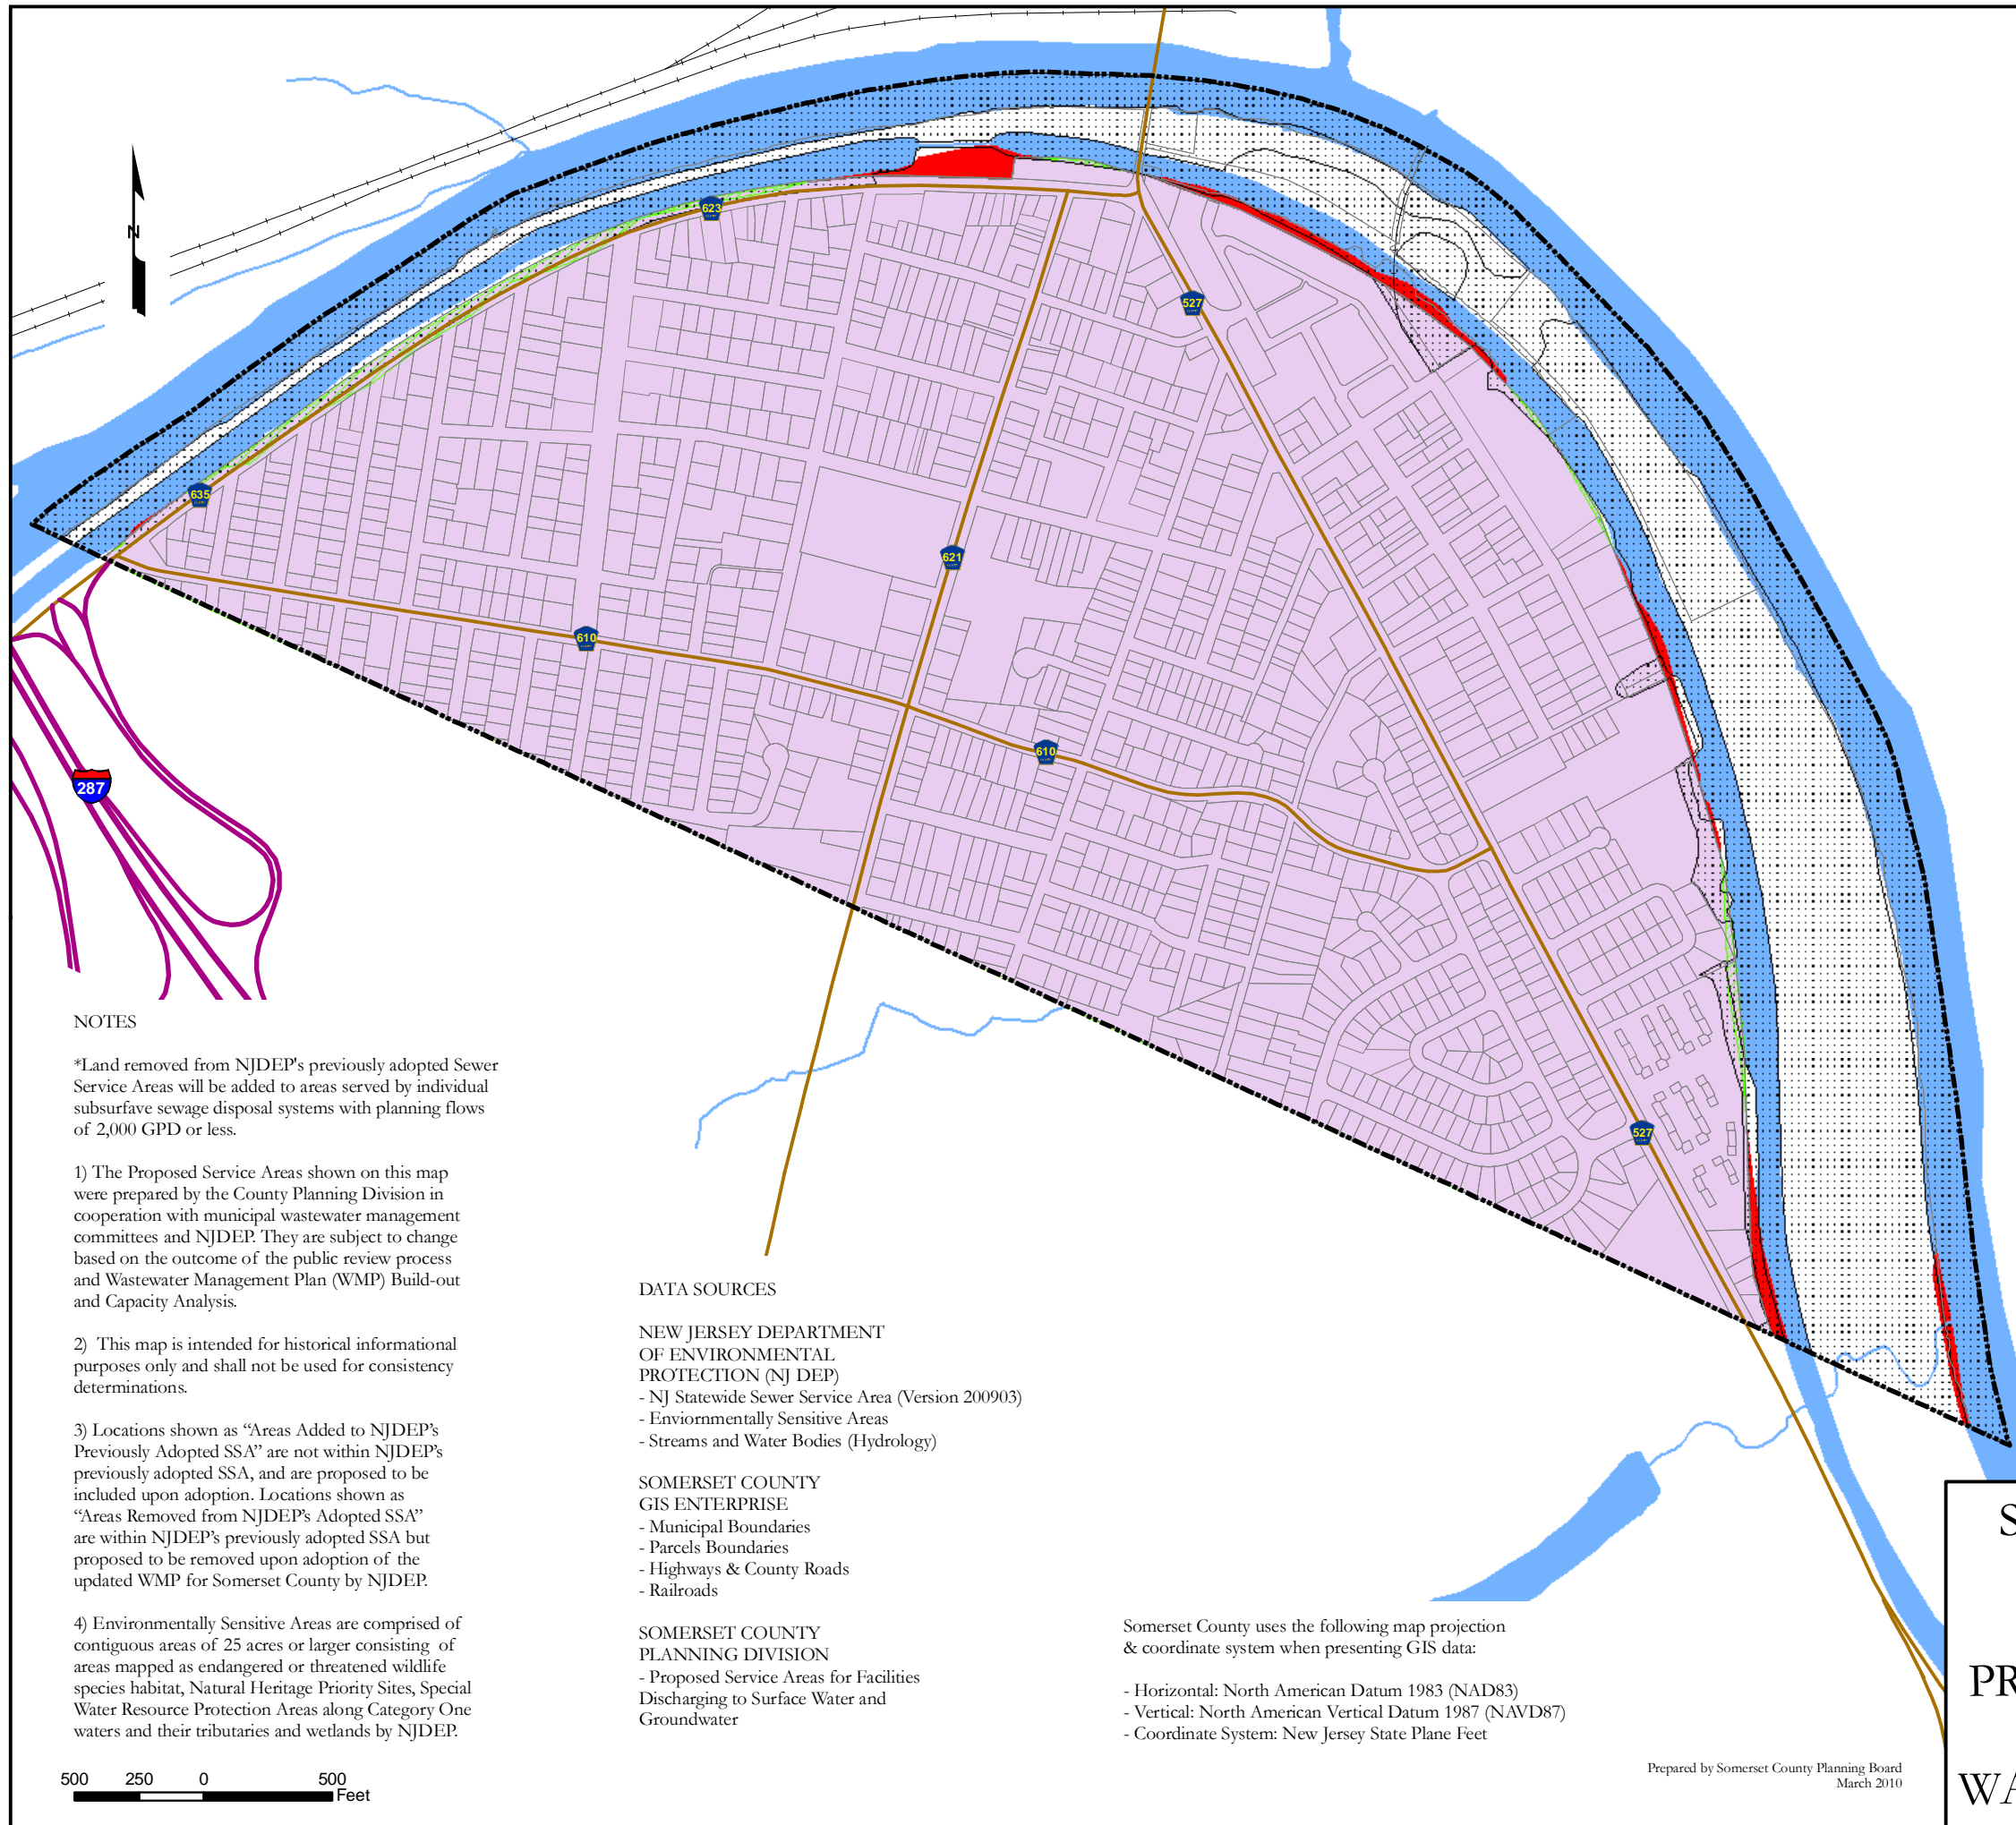 N
623
527
635
621
610
610
287
527
NOTES
*Land removed from NJDEP's previously adopted Sewer
Service Areas will be added to areas served by individual
subsurfave sewage disposal systems with planning flows
of 2,000 GPD or less.
1) The Proposed Service Areas shown on this map
were prepared by the County Planning Division in
cooperation with municipal wastewater management
committees and NJDEP. They are subject to change
based on the outcome of the public review process
and Wastewater Management Plan (WMP) Build-out
and Capacity Analysis.
2) This map is intended for historical informational
purposes only and shall not be used for consistency
determinations.
3) Locations shown as “Areas Added to NJDEP’s
Previously Adopted SSA” are not within NJDEP’s
previously adopted SSA, and are proposed to be
included upon adoption. Locations shown as
“Areas Removed from NJDEP’s Adopted SSA”
are within NJDEP’s previously adopted SSA but
proposed to be removed upon adoption of the
updated WMP for Somerset County by NJDEP.
4) Environmentally Sensitive Areas are comprised of
contiguous areas of 25 acres or larger consisting of
areas mapped as endangered or threatened wildlife
species habitat, Natural Heritage Priority Sites, Special
Water Resource Protection Areas along Category One
waters and their tributaries and wetlands by NJDEP.
500 250 0 500
Feet
DATA SOURCES
NEW JERSEY DEPARTMENT
OF ENVIRONMENTAL
PROTECTION (NJ DEP)
- NJ Statewide Sewer Service Area (Version 200903)
- Enviornmentally Sensitive Areas
- Streams and Water Bodies (Hydrology)
SOMERSET COUNTY
GIS ENTERPRISE
- Municipal Boundaries
- Parcels Boundaries
- Highways & County Roads
- Railroads
SOMERSET COUNTY
PLANNING DIVISION
- Proposed Service Areas for Facilities
Discharging to Surface Water and
Groundwater
Somerset County uses the following map projection
& coordinate system when presenting GIS data:
- Horizontal: North American Datum 1983 (NAD83)
- Vertical: North American Vertical Datum 1987 (NAVD87)
- Coordinate System: New Jersey State Plane Feet
Prepared by Somerset County Planning Board
March 2010
S
PR
WA